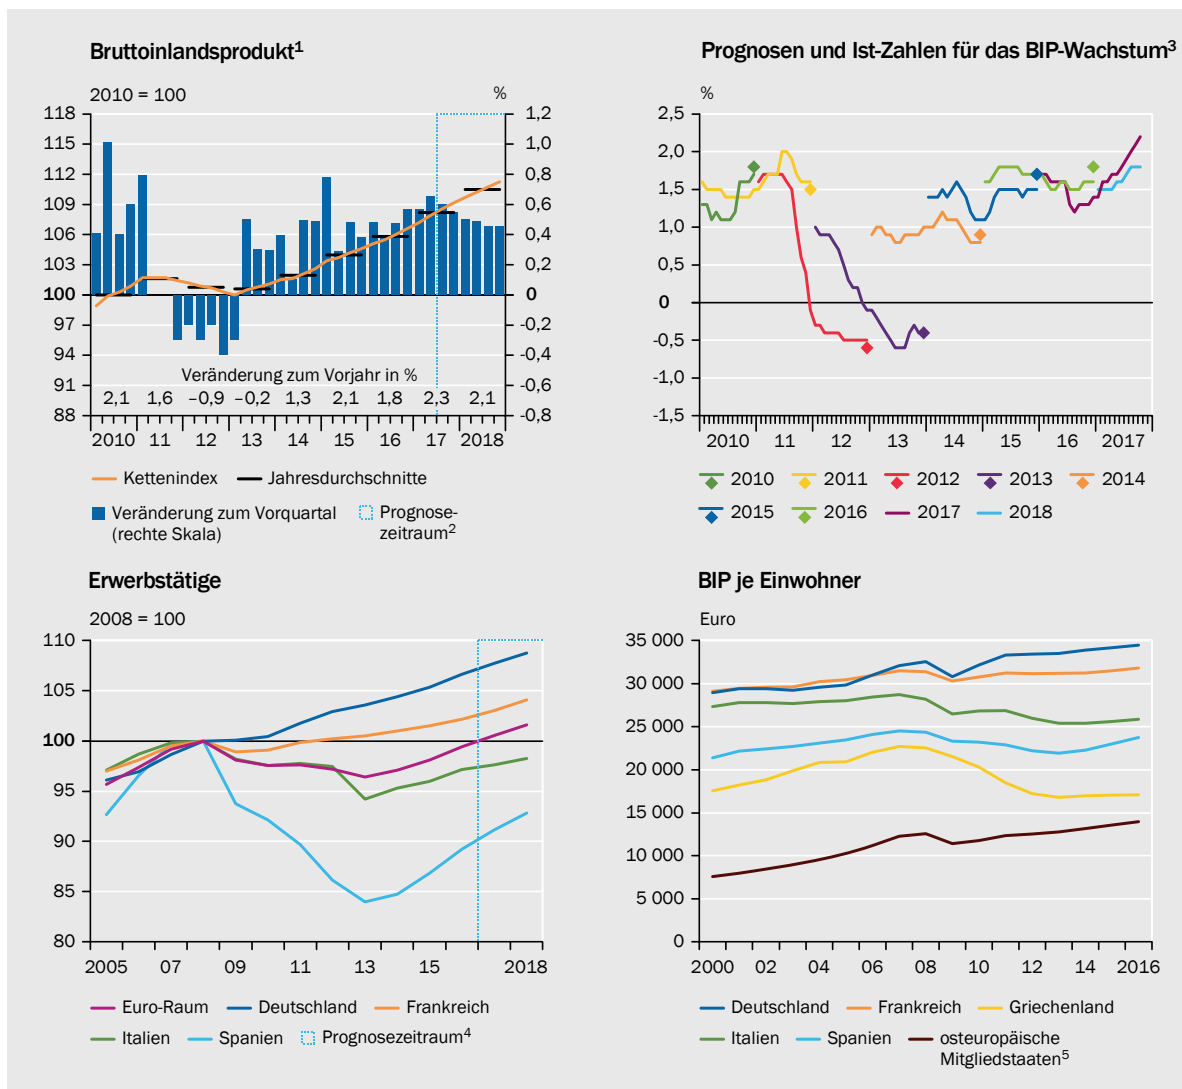 Bruttoinlandsprodukt¹
2010 = 100
%
118
115
112
109
106
103
100
97
94
91
88
1,2
1,0
0,8
0,6
0,4
0,2
0
-0,2
-0,4
-0,6
-0,8
Veränderung zum Vorjahr in %
2,1 1,6 –0,9 –0,2 1,3 2,1 1,8 2,3 2,1
2010 11 12 13 14 15 16 17 2018
Kettenindex Jahresdurchschnitte
Veränderung zum Vorquartal
(rechte Skala)
Prognose-
zeitraum²
Prognosen und Ist-Zahlen für das BIP-Wachstum³
%
2,5
2,0
1,5
1,0
0,5
0
-0,5
-1,0
-1,5
2010 11 12 13 14 15 16 2017
2010 2011 2012 2013 2014
2015 2016 2017 2018
Erwerbstätige
2008 = 100
110
105
100
95
90
85
80
2005 07 09 11 13 15 2018
Euro-Raum Deutschland Frankreich
Italien Spanien Prognosezeitraum⁴
BIP je Einwohner
Euro
35 000
30 000
25 000
20 000
15 000
10 000
5 000
0
2000 02 04 06 08 10 12 14 2016
Deutschland Frankreich Griechenland
Italien Spanien osteuropäische
Mitgliedstaaten⁵